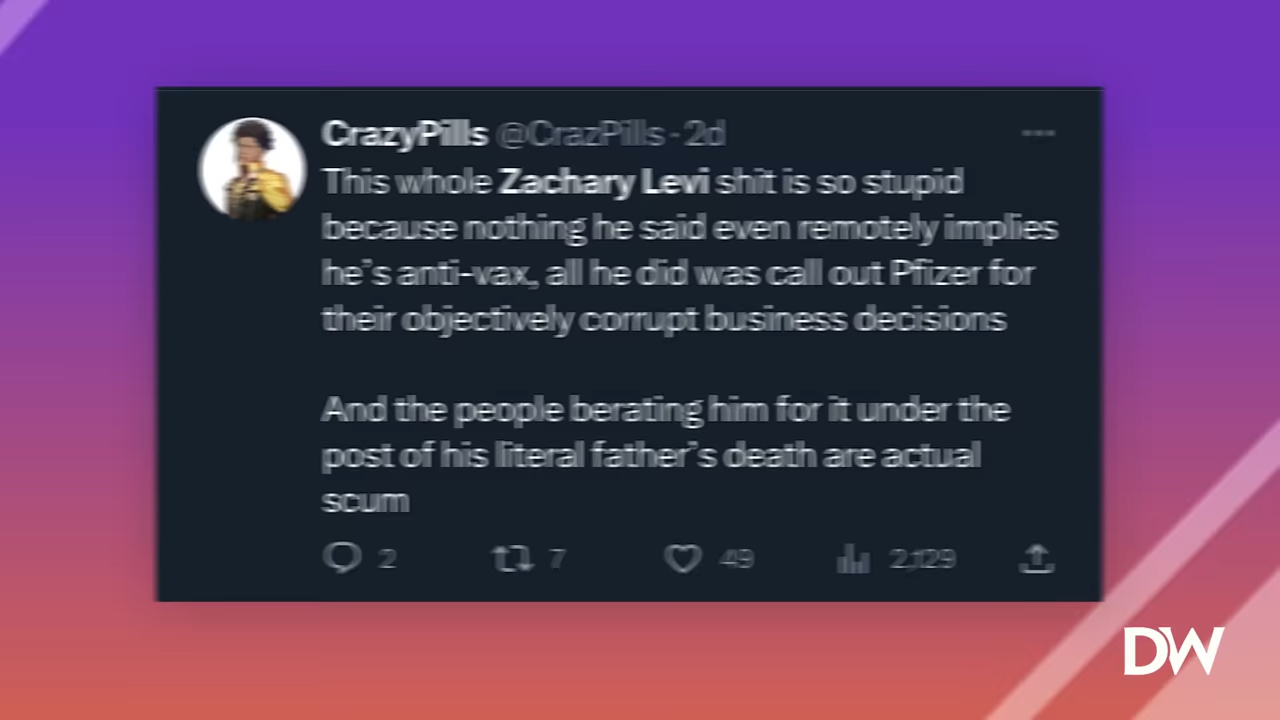 CrazyPills @CrazPills · 2d
This whole Zachary Levi shit is so stupid
because nothing he said even remotely implies
he's anti-vax, all he did was call out Pfizer for
their objectively corrupt business decisions
And the people berating him for it under the
post of his literal father's death are actual
scum
2 7 49 2,129
DW